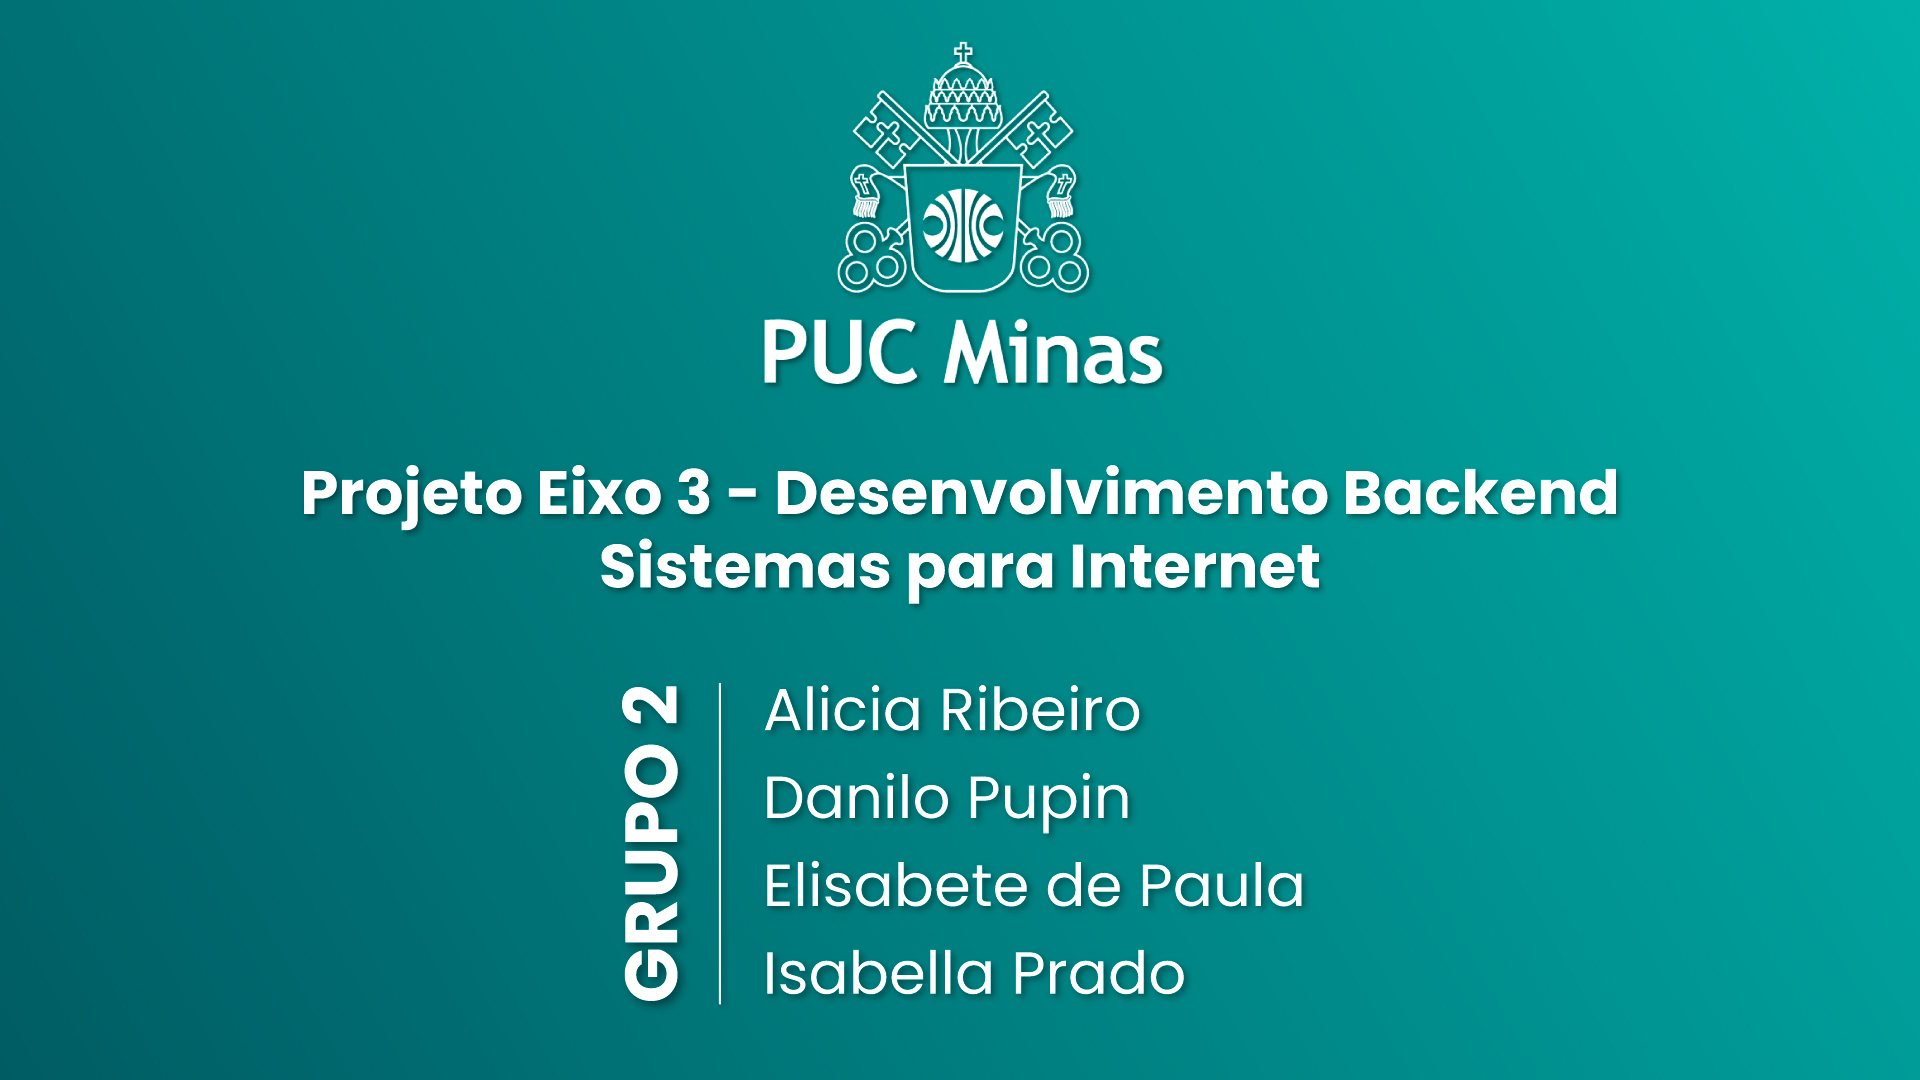 PUC Minas
Projeto Eixo 3 - Desenvolvimento Backend
Sistemas para Internet
GRUPO 2
Alicia Ribeiro
Danilo Pupin
Elisabete de Paula
Isabella Prado